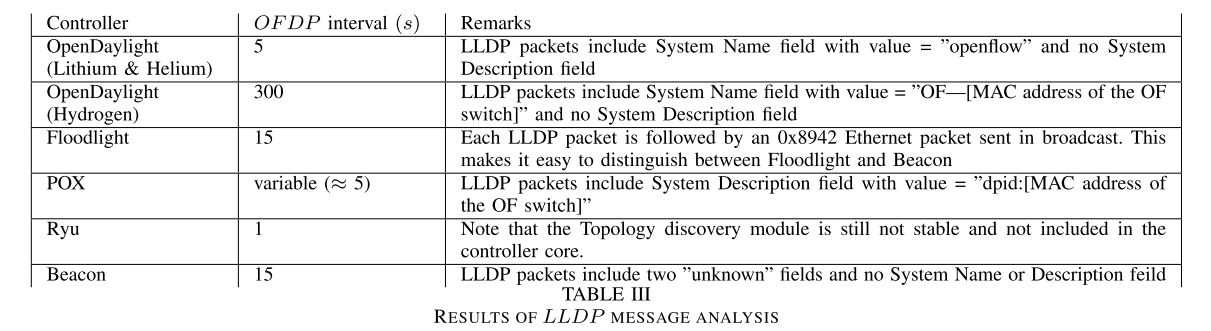 Controller OFDP interval (s) Remarks
OpenDaylight 5 LLDP packets include System Name field with value = ”openflow” and no System
(Lithium & Helium) Description field
OpenDaylight 300 LLDP packets include System Name field with value = ”OF—[MAC address of the OF
(Hydrogen) switch]” and no System Description field
Floodlight 15 Each LLDP packet is followed by an 0x8942 Ethernet packet sent in broadcast. This
makes it easy to distinguish between Floodlight and Beacon
POX variable (≈ 5) LLDP packets include System Description field with value = ”dpid:[MAC address of
the OF switch]”
Ryu 1 Note that the Topology discovery module is still not stable and not included in the
controller core.
Beacon 15 LLDP packets include two ”unknown” fields and no System Name or Description feild
TABLE III
RESULTS OF LLDP MESSAGE ANALYSIS